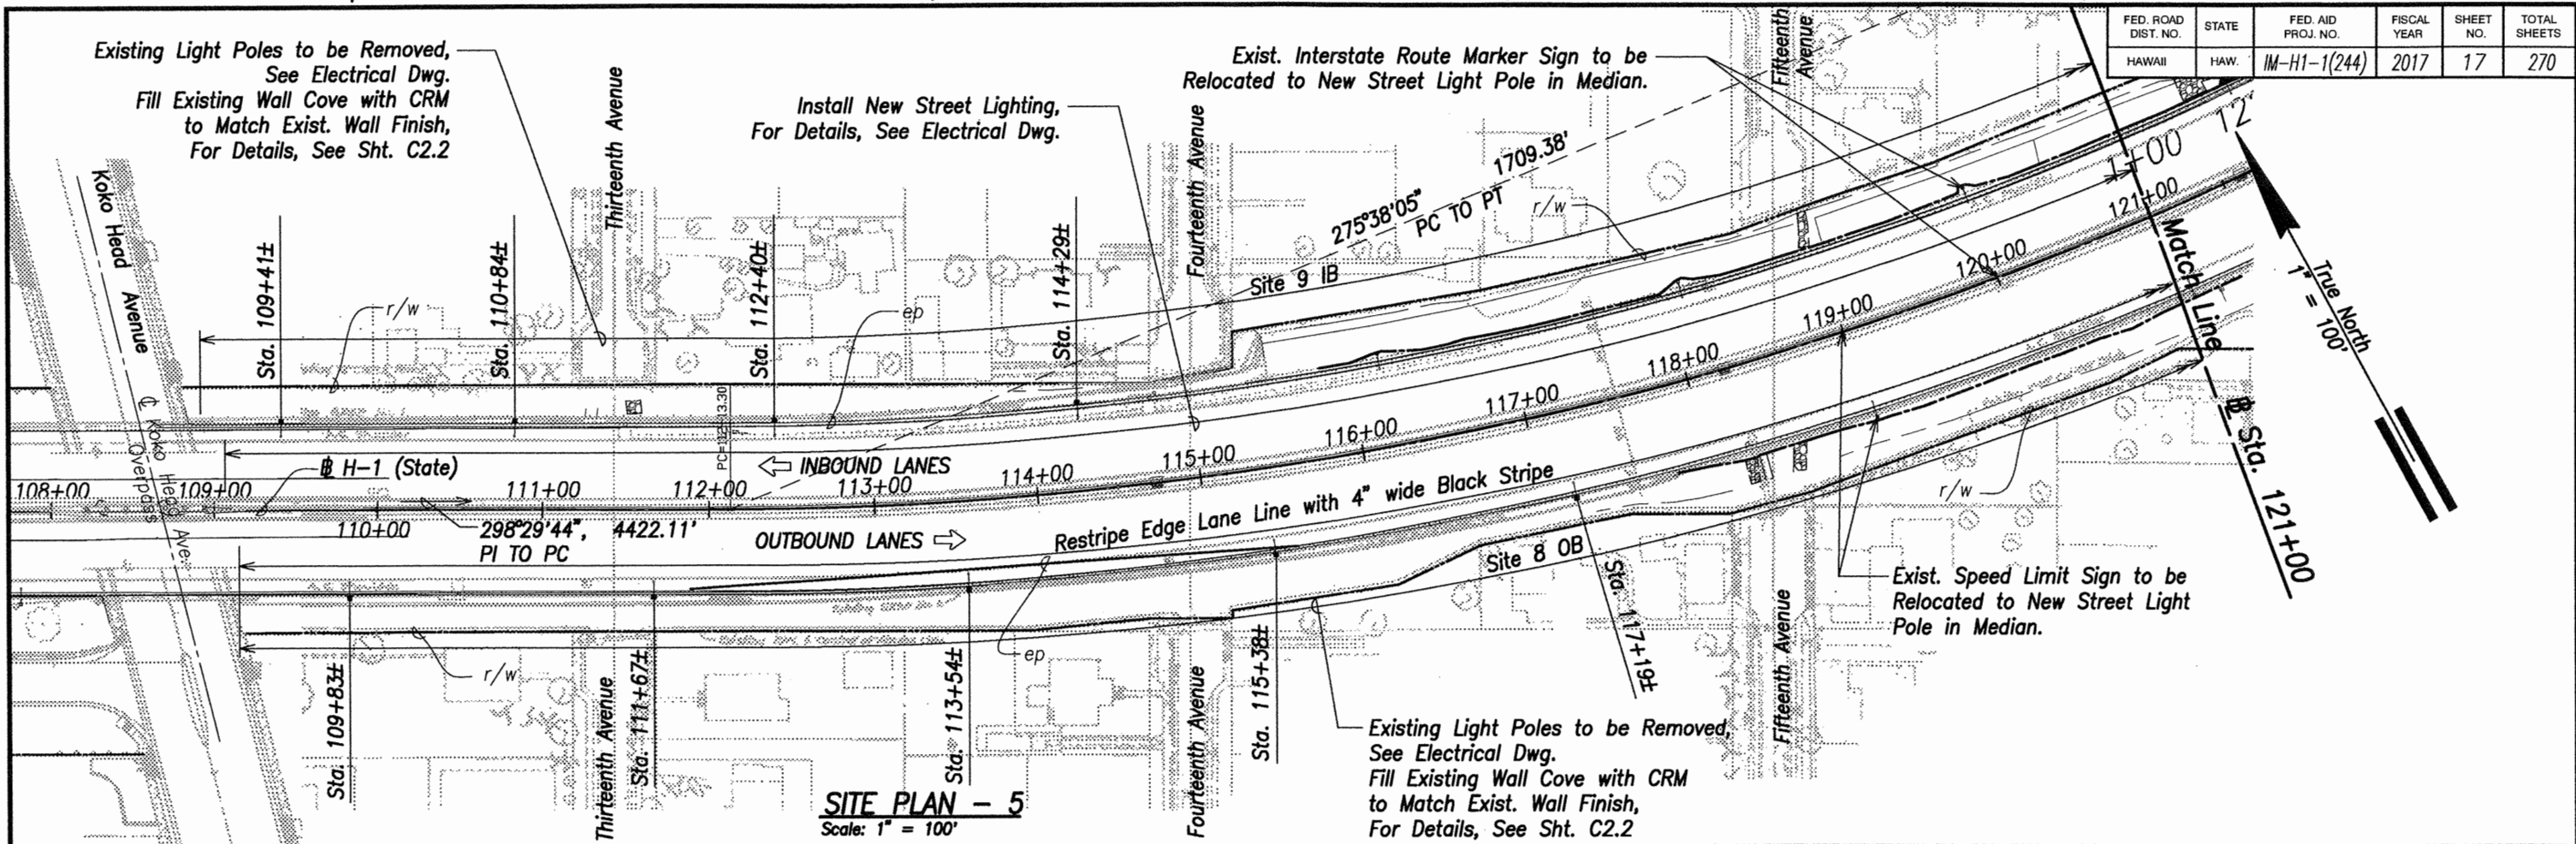 FED. ROAD DIST. NO.
STATE
FED. AID PROJ. NO.
FISCAL YEAR
SHEET NO.
TOTAL SHEETS
HAWAII
HAW.
IM-H1-1(244)
2017
17
270
Existing Light Poles to be Removed,
See Electrical Dwg.
Fill Existing Wall Cove with CRM
to Match Exist. Wall Finish,
For Details, See Sht. C2.2
Install New Street Lighting,
For Details, See Electrical Dwg.
Exist. Interstate Route Marker Sign to be
Relocated to New Street Light Pole in Median.
Thirteenth Avenue
Fourteenth Avenue
Fifteenth
Avenue
Koko Head Avenue
℄ Koko Head Ave.
Overpass
Sta. 109+41±
Sta. 110+84±
Sta. 112+40±
Sta. 114+29±
r/w
ep
275°38'05" 1709.38'
PC TO PT
r/w
Site 9 IB
1+00
12
121+00
120+00
119+00
118+00
117+00
116+00
115+00
114+00
113+00
112+00
111+00
110+00
109+00
108+00
Match Line
℄ Sta. 121+00
True North
1" = 100'
H-1 (State)
INBOUND LANES
298°29'44", 4422.11'
PI TO PC
OUTBOUND LANES
Restripe Edge Lane Line with 4" wide Black Stripe
Site 8 OB
r/w
r/w
ep
Sta. 109+83±
Sta. 111+67±
Sta. 113+54±
Sta. 115+38±
Sta. 117+19±
Thirteenth Avenue
Fourteenth Avenue
Fifteenth Avenue
Exist. Speed Limit Sign to be
Relocated to New Street Light
Pole in Median.
Existing Light Poles to be Removed,
See Electrical Dwg.
Fill Existing Wall Cove with CRM
to Match Exist. Wall Finish,
For Details, See Sht. C2.2
SITE PLAN - 5
Scale: 1" = 100'